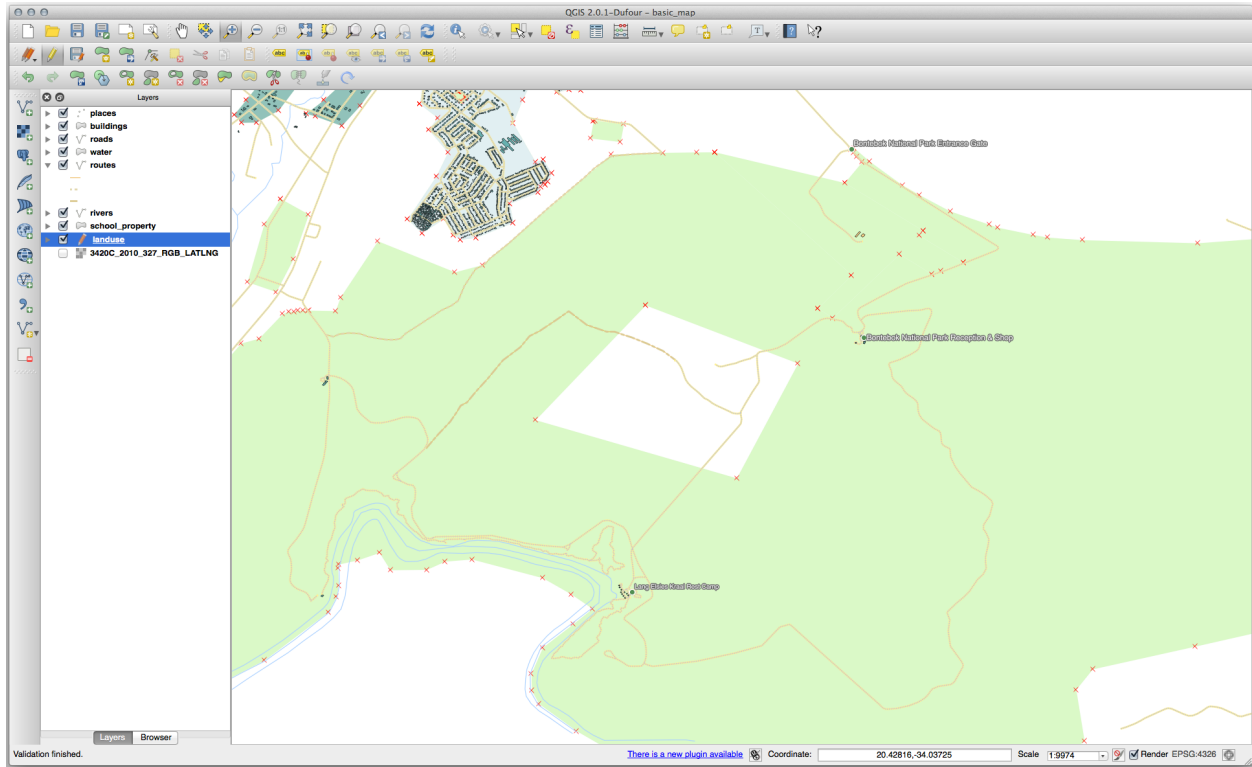 QGIS 2.0.1-Dufour - basic_map
Layers
places
buildings
roads
water
routes
rivers
school_property
landuse
3420C_2010_327_RGB_LATLNG
Bontebok National Park Entrance Gate
Bontebok National Park Reception & Shop
Lang Elsies Kraal Rest Camp
Layers Browser
Validation finished. There is a new plugin available Coordinate: 20.42816,-34.03725 Scale 1:9974 Render EPSG:4326